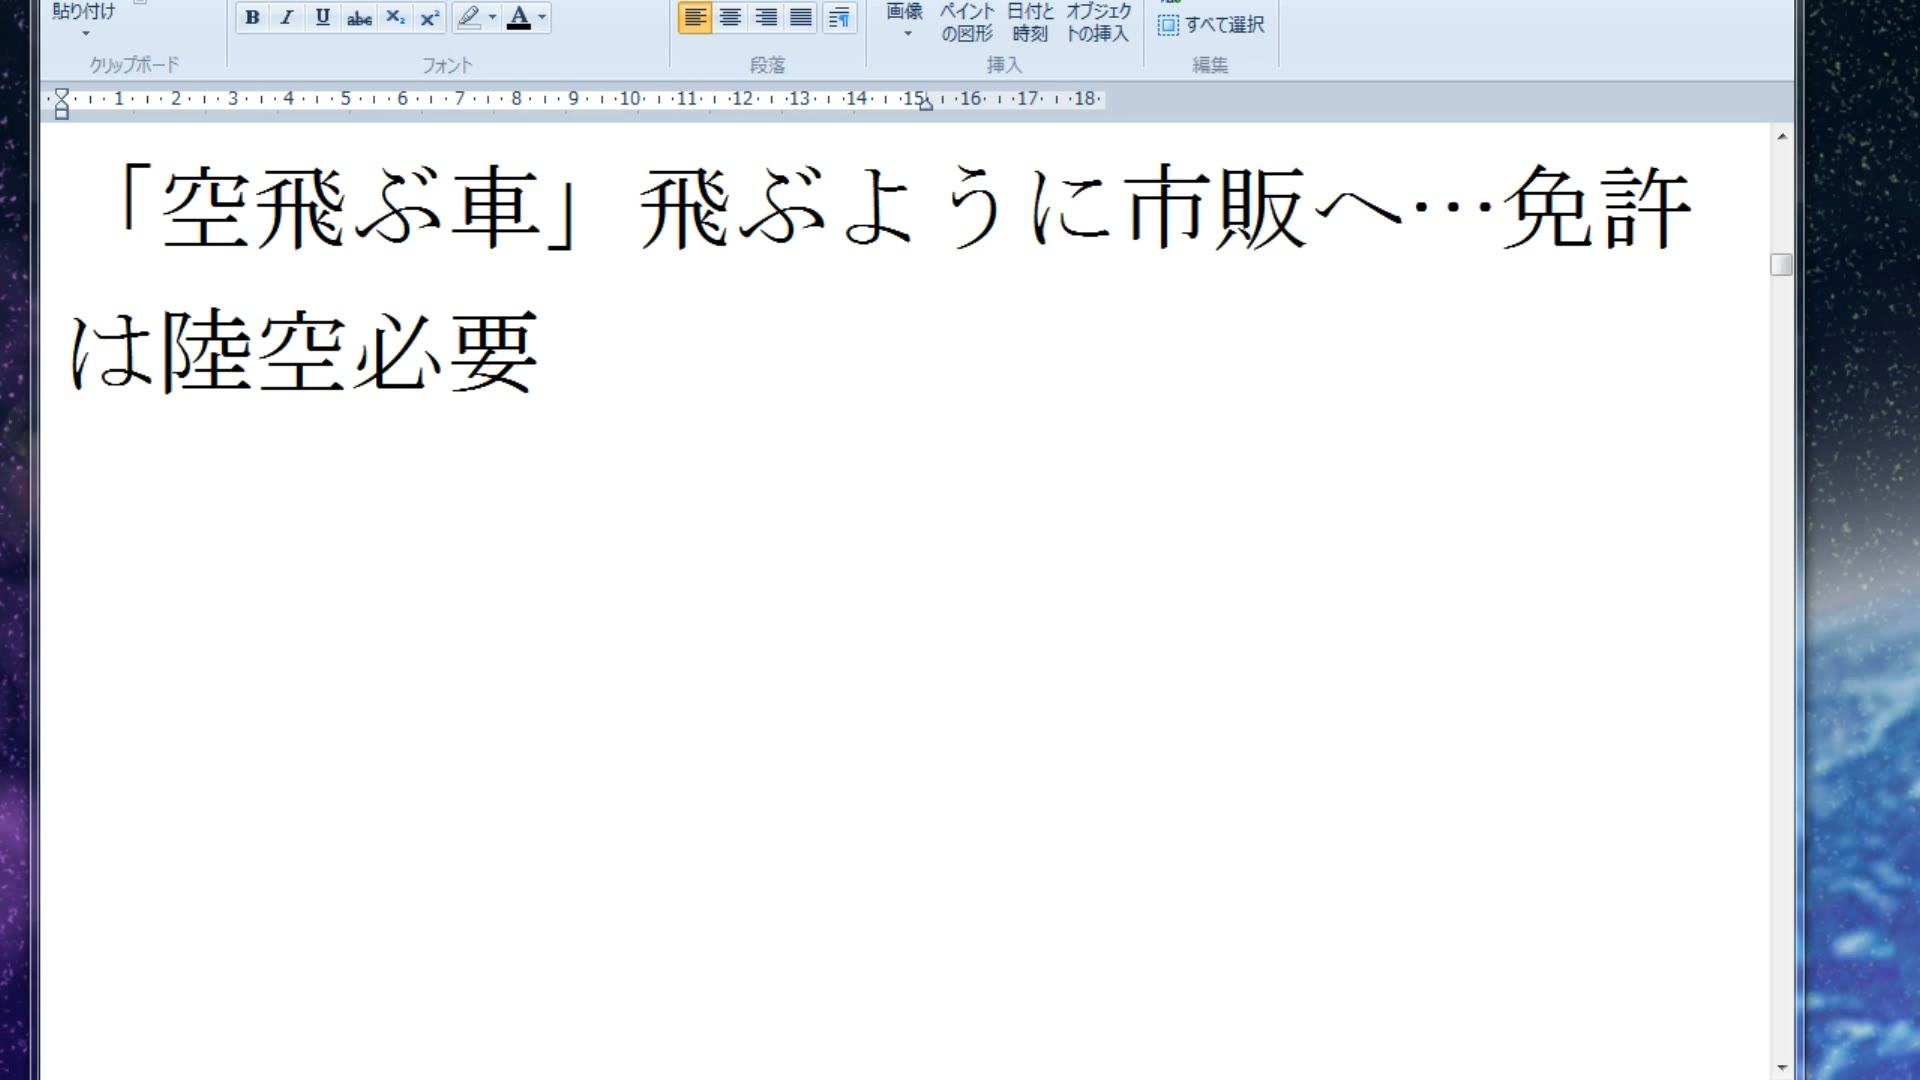 貼り付け
B I U abc X₂ X² A
画像 ペイントの図形 日付と時刻 オブジェクトの挿入
すべて選択
クリップボード フォント 段落 挿入 編集
1 2 3 4 5 6 7 8 9 10 11 12 13 14 15 16 17 18
「空飛ぶ車」飛ぶように市販へ…免許
は陸空必要